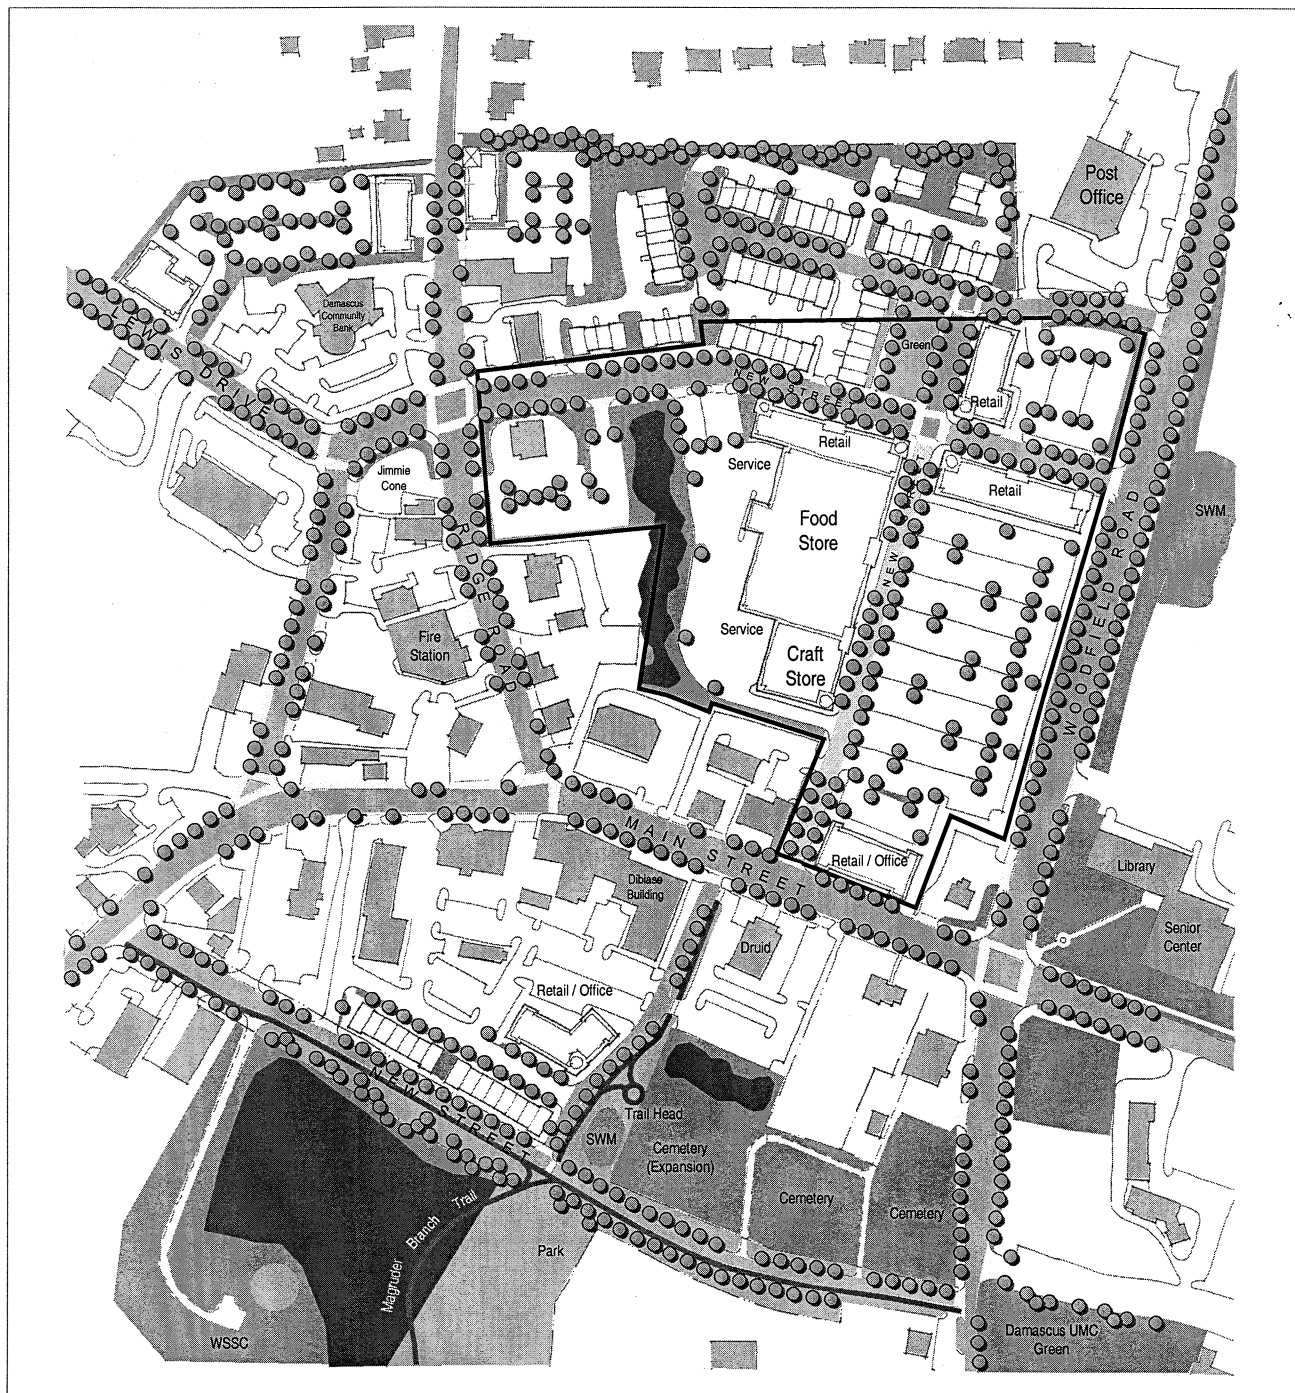 Post
Office
LEWIS DRIVE
Damascus
Community
Bank
Green
NEW STREET
Retail
Retail
Service
Retail
Jimmie
Cone
SWM
Food
Store
NEW
RIDGE ROAD
WOODFIELD ROAD
Fire
Station
Service
Craft
Store
MAIN STREET
Retail / Office
Library
Diblase
Building
Senior
Center
Druid
Retail / Office
NEW STREET
Trail Head
SWM
Cemetery
(Expansion)
Cemetery
Cemetery
Magruder Branch Trail
Park
WSSC
Damascus UMC
Green